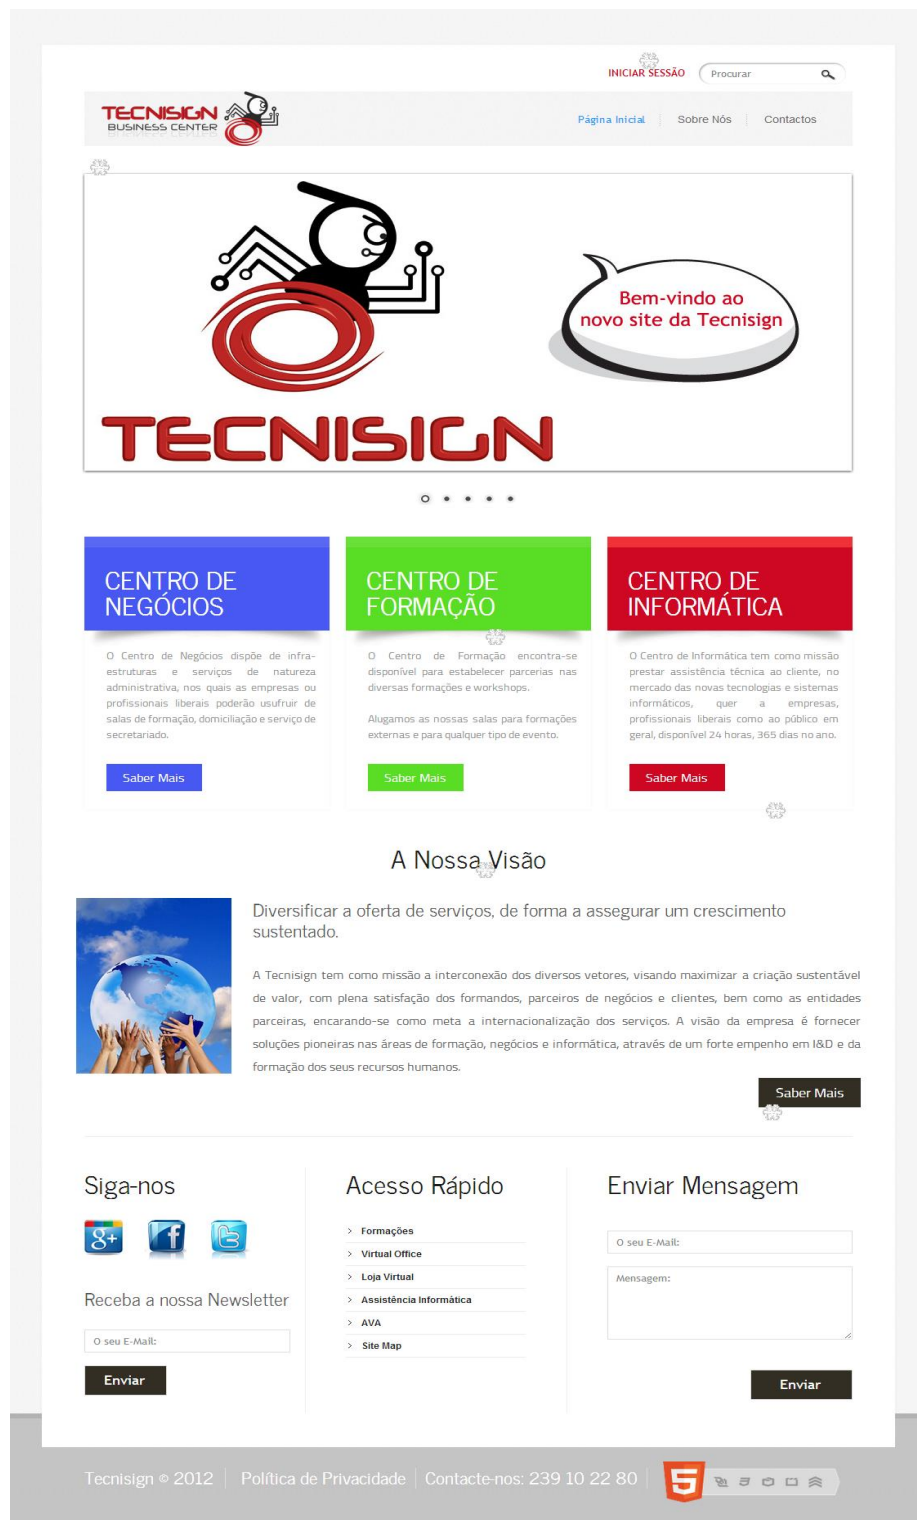 INICIAR SESSÃO
Procurar
TECNISIGN
BUSINESS CENTER
Página Inicial
Sobre Nós
Contactos
Bem-vindo ao
novo site da Tecnisign
TECNISIGN
CENTRO DE
NEGÓCIOS
O Centro de Negócios dispõe de infra-
estruturas e serviços de natureza
administrativa, nos quais as empresas ou
profissionais liberais poderão usufruir de
salas de formação, domiciliação e serviço de
secretariado.
Saber Mais
CENTRO DE
FORMAÇÃO
O Centro de Formação encontra-se
disponível para estabelecer parcerias nas
diversas formações e workshops.
Alugamos as nossas salas para formações
externas e para qualquer tipo de evento.
Saber Mais
CENTRO DE
INFORMÁTICA
O Centro de Informática tem como missão
prestar assistência técnica ao cliente, no
mercado das novas tecnologias e sistemas
informáticos, quer a empresas,
profissionais liberais como ao público em
geral, disponível 24 horas, 365 dias no ano.
Saber Mais
A Nossa Visão
Diversificar a oferta de serviços, de forma a assegurar um crescimento
sustentado.
A Tecnisign tem como missão a interconexão dos diversos vetores, visando maximizar a criação sustentável
de valor, com plena satisfação dos formandos, parceiros de negócios e clientes, bem como as entidades
parceiras, encarando-se como meta a internacionalização dos serviços. A visão da empresa é fornecer
soluções pioneiras nas áreas de formação, negócios e informática, através de um forte empenho em I&D e da
formação dos seus recursos humanos.
Saber Mais
Siga-nos
g+
Receba a nossa Newsletter
O seu E-Mail:
Enviar
Acesso Rápido
Formações
Virtual Office
Loja Virtual
Assistência Informática
AVA
Site Map
Enviar Mensagem
O seu E-Mail:
Mensagem:
Enviar
Tecnisign © 2012
Política de Privacidade
Contacte-nos: 239 10 22 80
5